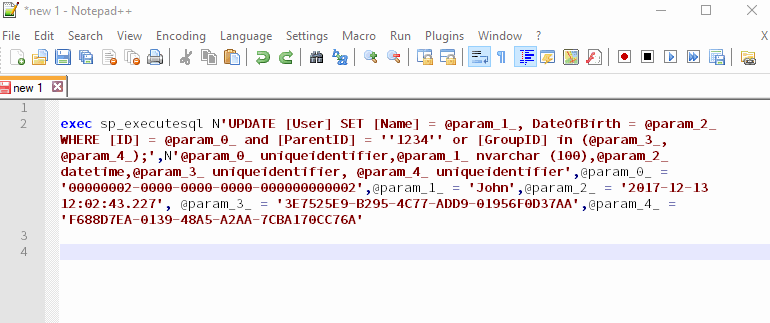 *new 1 - Notepad++
File Edit Search View Encoding Language Settings Macro Run Plugins Window ? X
new 1
1
2 exec sp_executesql N'UPDATE [User] SET [Name] = @param_1_, DateOfBirth = @param_2_
WHERE [ID] = @param_0_ and [ParentID] = ''1234'' or [GroupID] in (@param_3_,
@param_4_);',N'@param_0_ uniqueidentifier,@param_1_ nvarchar (100),@param_2_
datetime,@param_3_ uniqueidentifier, @param_4_ uniqueidentifier',@param_0_ =
'00000002-0000-0000-0000-000000000002',@param_1_ = 'John',@param_2_ = '2017-12-13
12:02:43.227', @param_3_ = '3E7525E9-B295-4C77-ADD9-01956F0D37AA',@param_4_ =
'F688D7EA-0139-48A5-A2AA-7CBA170CC76A'
3
4